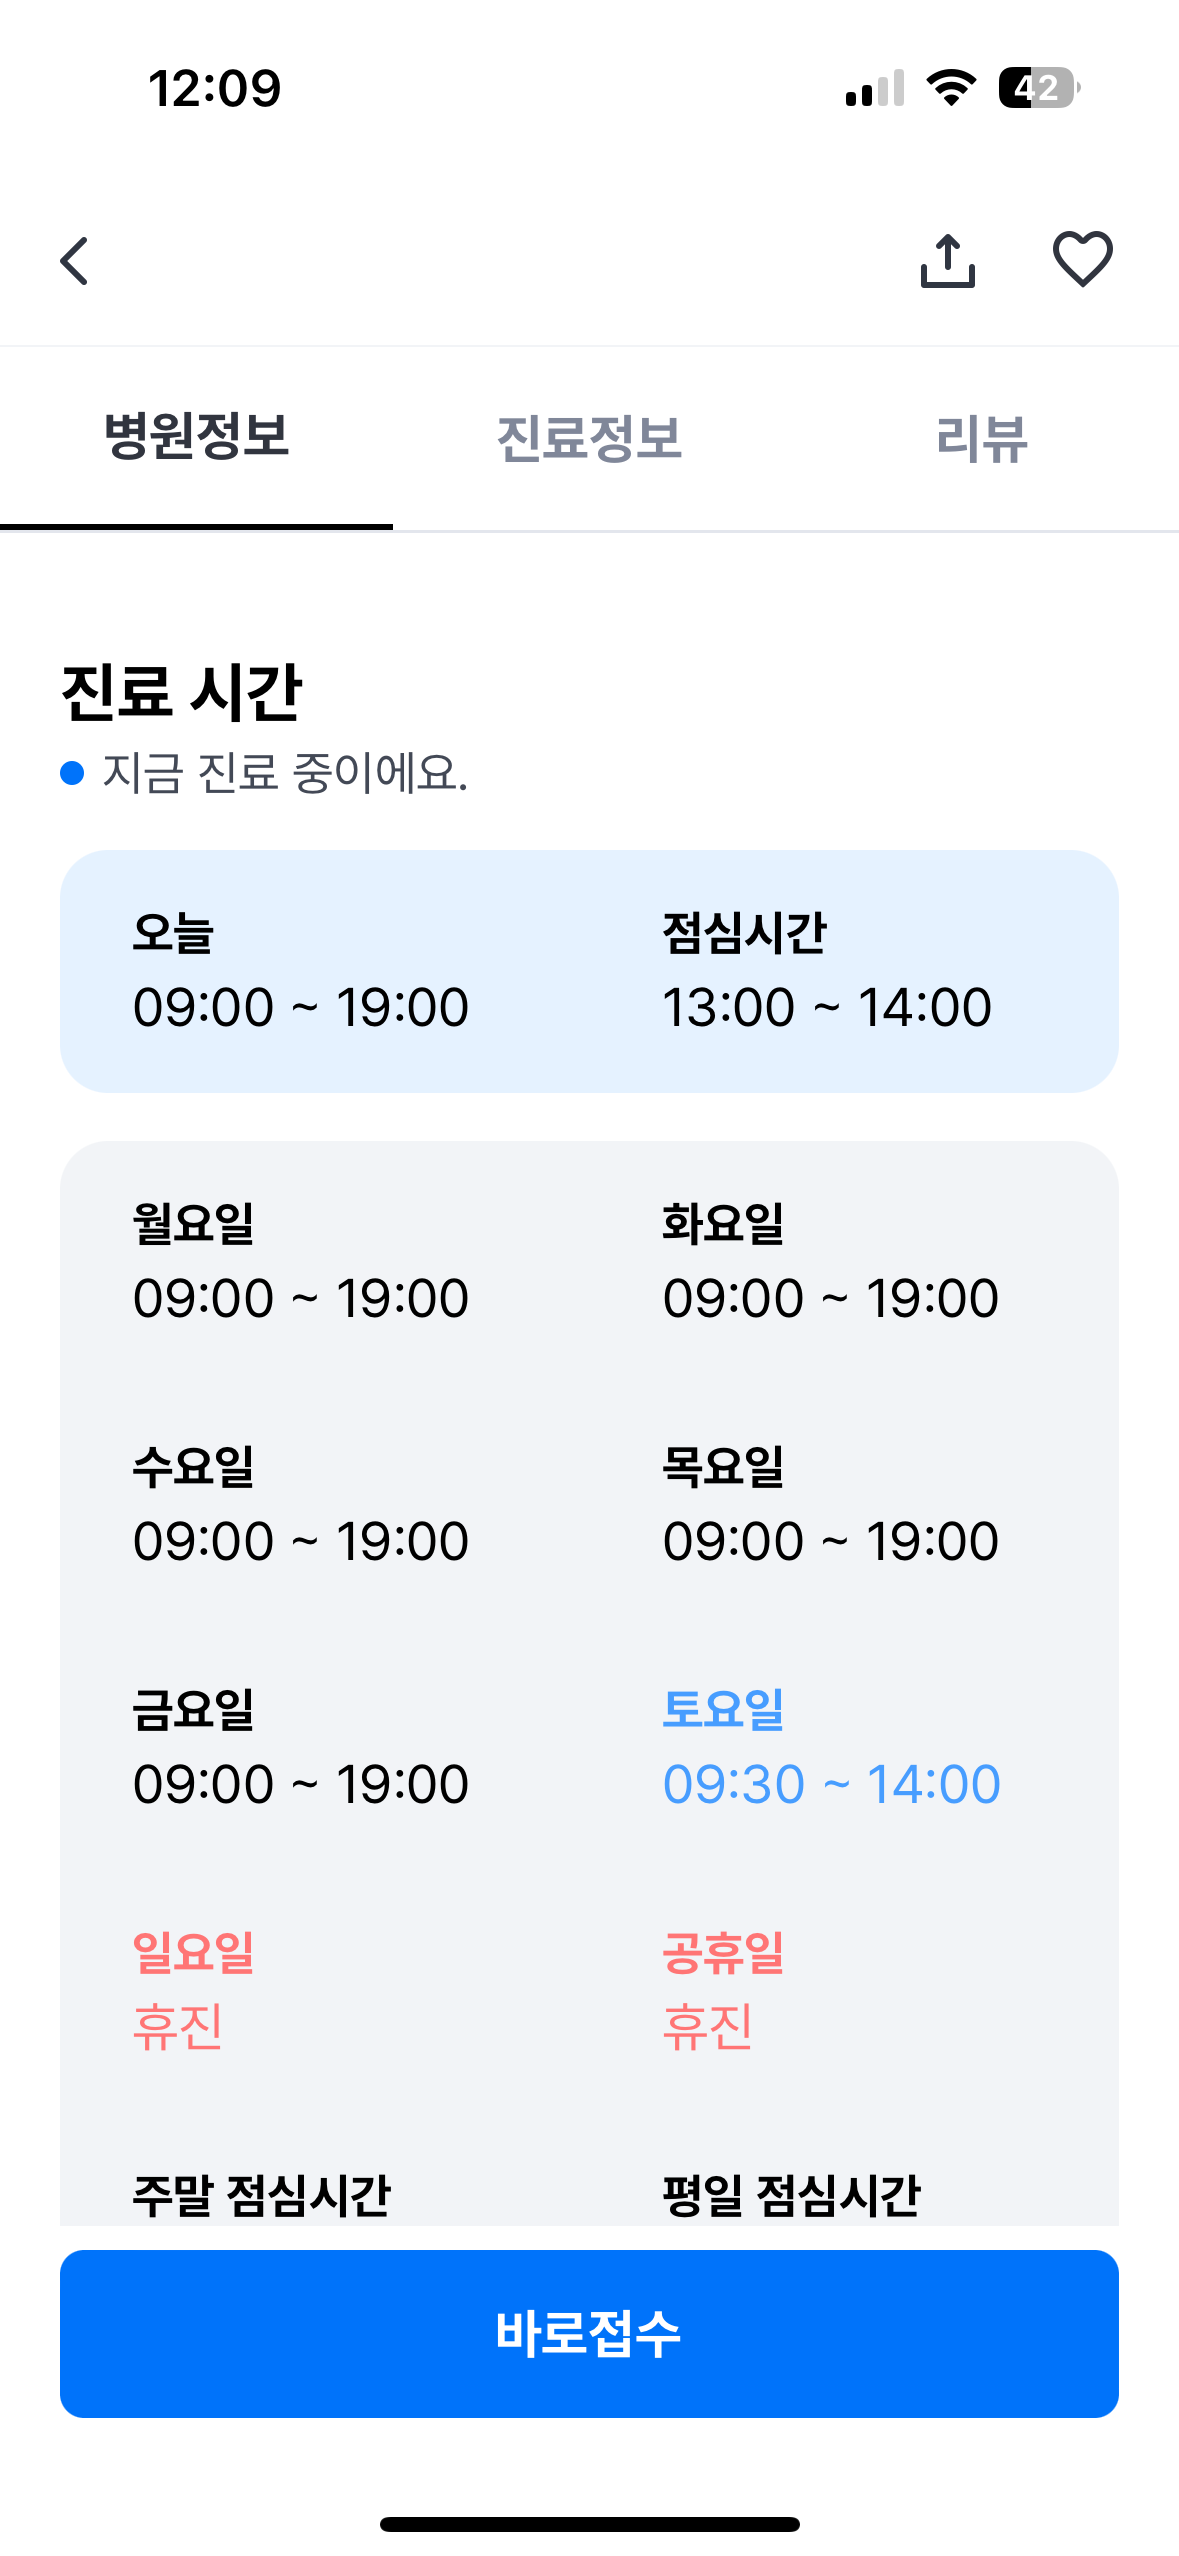 12:09
42
병원정보 진료정보 리뷰
진료 시간
지금 진료 중이에요.
오늘 점심시간
09:00 ~ 19:00 13:00 ~ 14:00
월요일 화요일
09:00 ~ 19:00 09:00 ~ 19:00
수요일 목요일
09:00 ~ 19:00 09:00 ~ 19:00
금요일 토요일
09:00 ~ 19:00 09:30 ~ 14:00
일요일 공휴일
휴진 휴진
주말 점심시간 평일 점심시간
바로접수